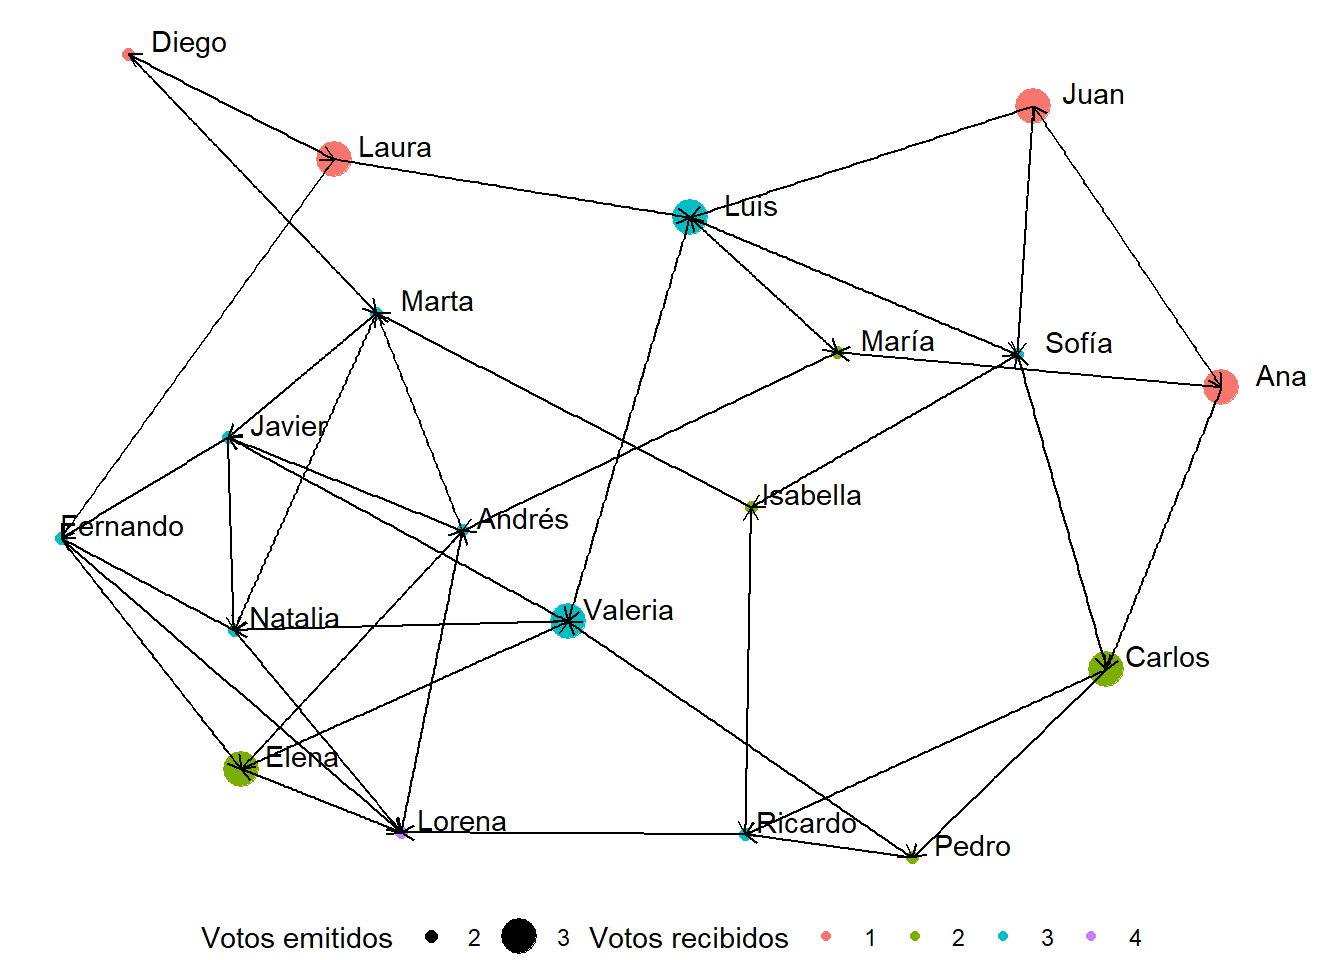 Diego
Juan
Laura
Luis
Marta
María
Sofía
Ana
Javier
Isabella
Andrés
Fernando
Valeria
Natalia
Carlos
Elena
Lorena
Ricardo
Pedro
Votos emitidos 2 3 Votos recibidos 1 2 3 4